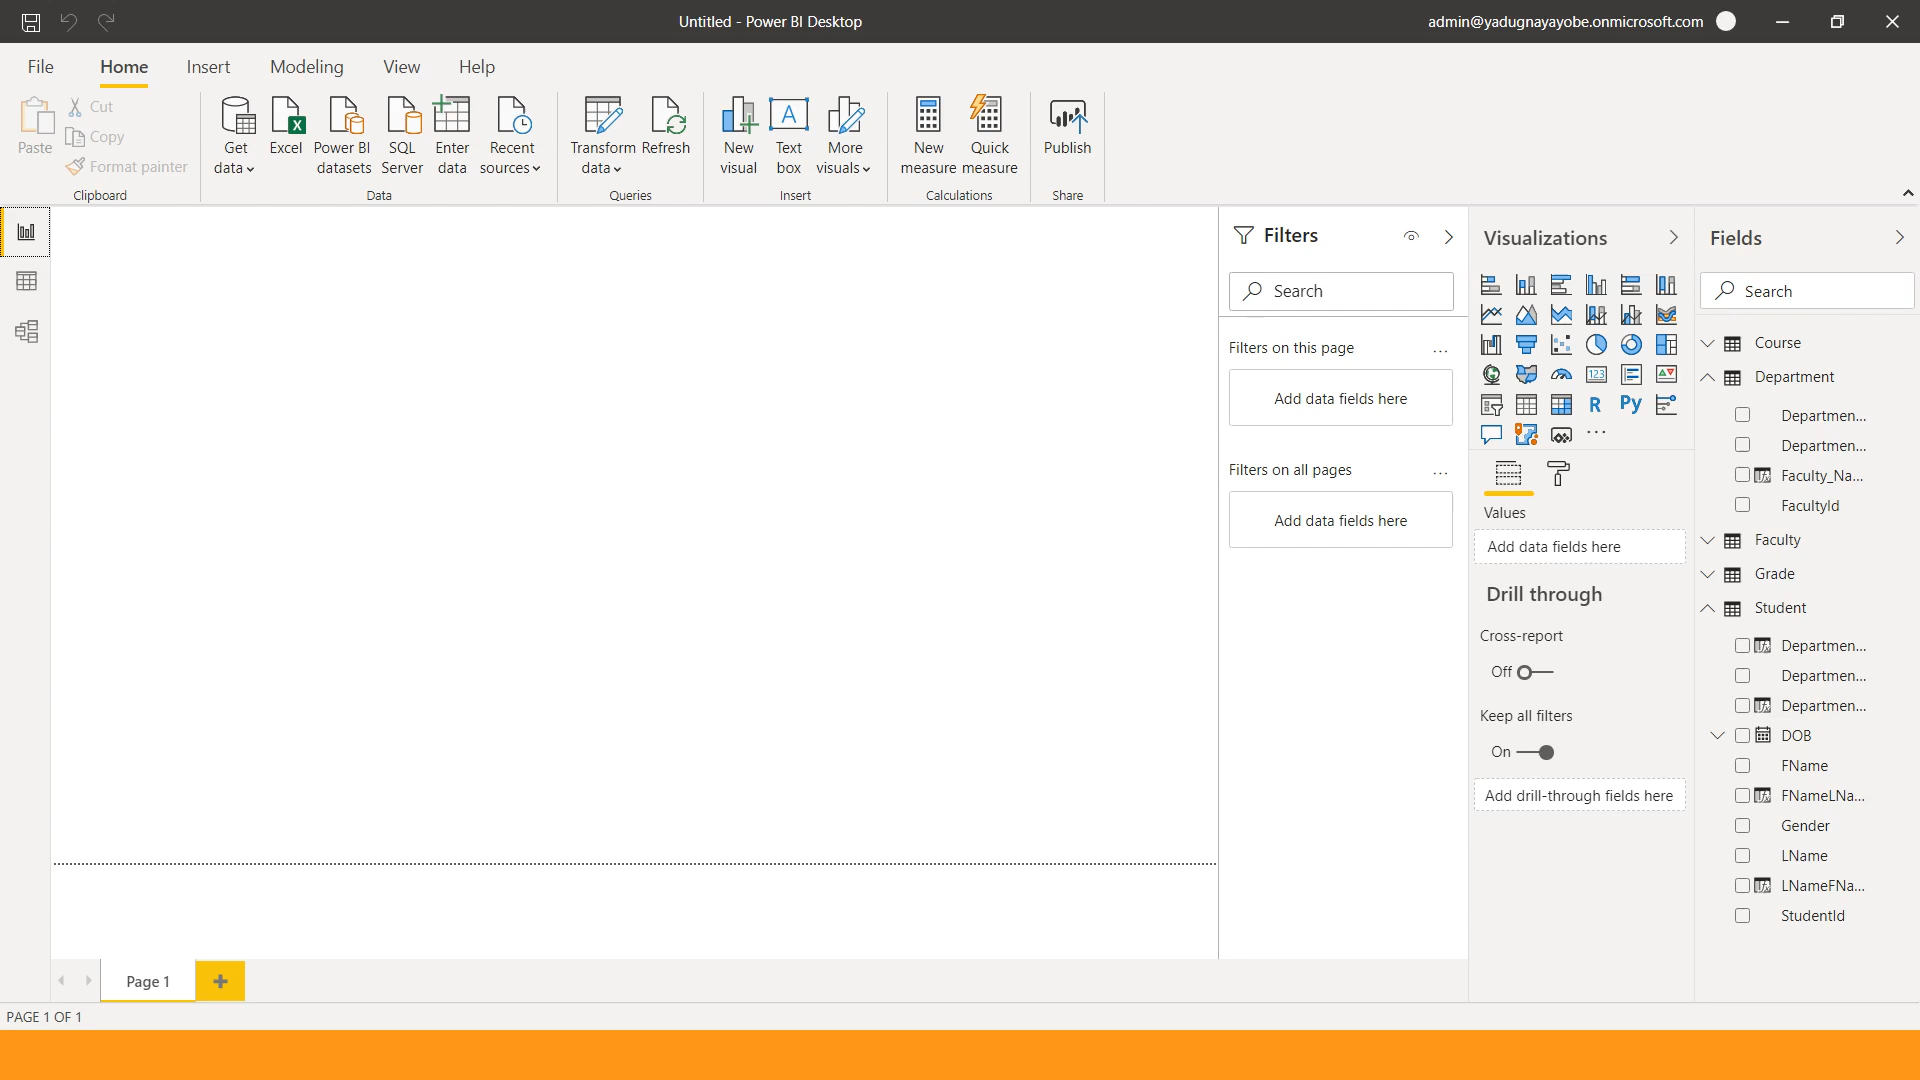 Untitled - Power BI Desktop
admin@yadugnayayobe.onmicrosoft.com
File Home Insert Modeling View Help
Paste
Cut
Copy
Format painter
Clipboard
Get data
Excel
Power BI datasets
SQL Server
Enter data
Recent sources
Data
Transform data
Refresh
Queries
New visual
Text box
More visuals
Insert
New measure
Quick measure
Calculations
Publish
Share
Filters
Search
Filters on this page ...
Add data fields here
Filters on all pages ...
Add data fields here
Visualizations
123
R
Py
...
Values
Add data fields here
Drill through
Cross-report
Off
Keep all filters
On
Add drill-through fields here
Fields
Search
Course
Department
Departmen...
Departmen...
Faculty_Na...
FacultyId
Faculty
Grade
Student
Departmen...
Departmen...
Departmen...
DOB
FName
FNameLNa...
Gender
LName
LNameFNa...
StudentId
Page 1
PAGE 1 OF 1